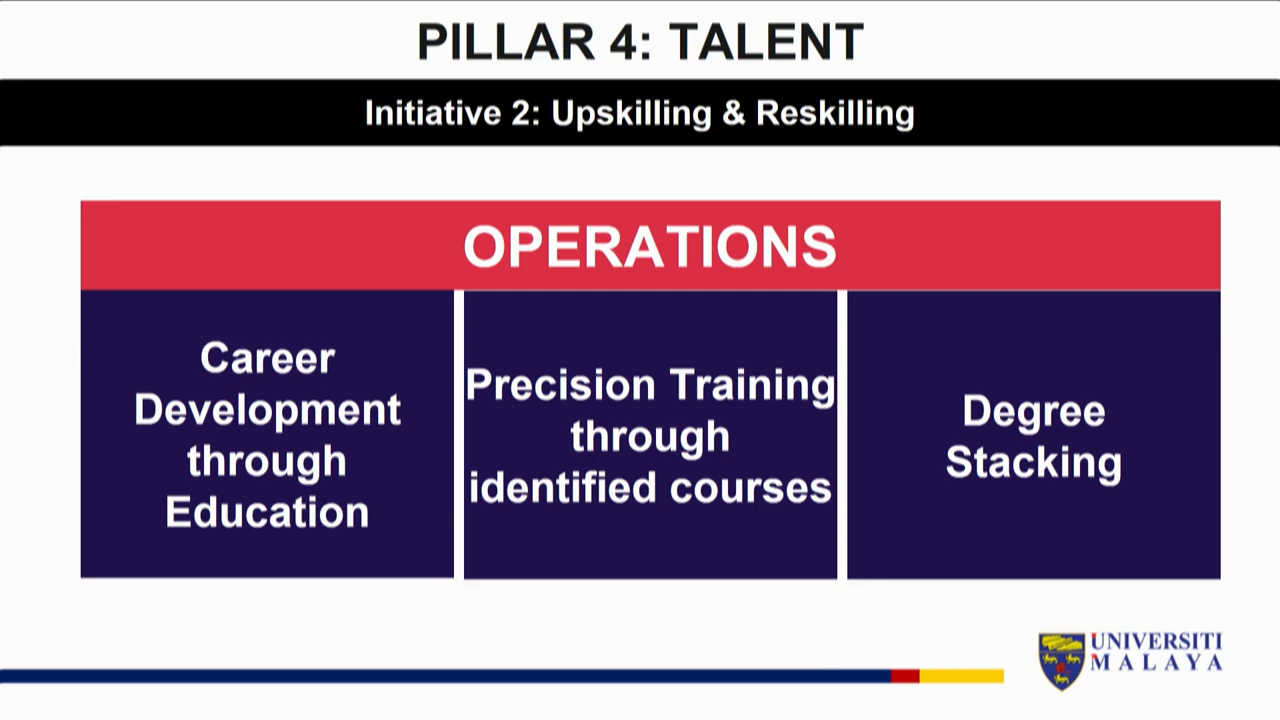 PILLAR 4: TALENT
Initiative 2: Upskilling & Reskilling
OPERATIONS
Career
Development
through
Education
Precision Training
through
identified courses
Degree
Stacking
UNIVERSITI
MALAYA